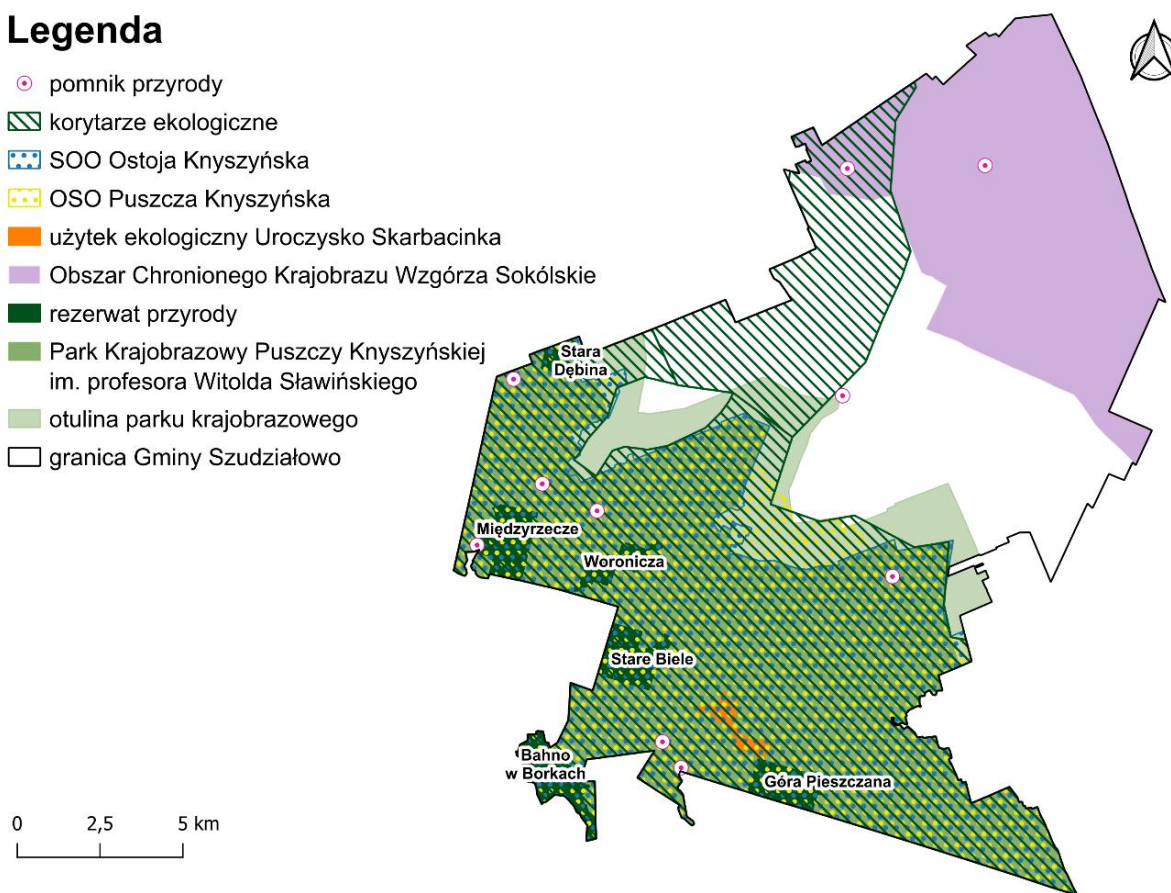 Legenda
pomnik przyrody
korytarze ekologiczne
SOO Ostoja Knyszyńska
OSO Puszcza Knyszyńska
użytek ekologiczny Uroczysko Skarbacinka
Obszar Chronionego Krajobrazu Wzgórza Sokólskie
rezerwat przyrody
Park Krajobrazowy Puszczy Knyszyńskiej
im. profesora Witolda Sławińskiego
otulina parku krajobrazowego
granica Gminy Szudziałowo
Stara
Dębina
Międzyrzecze
Woronicza
Stare Biele
Bahno
w Borkach
Góra Pieszczana
0 2,5 5 km